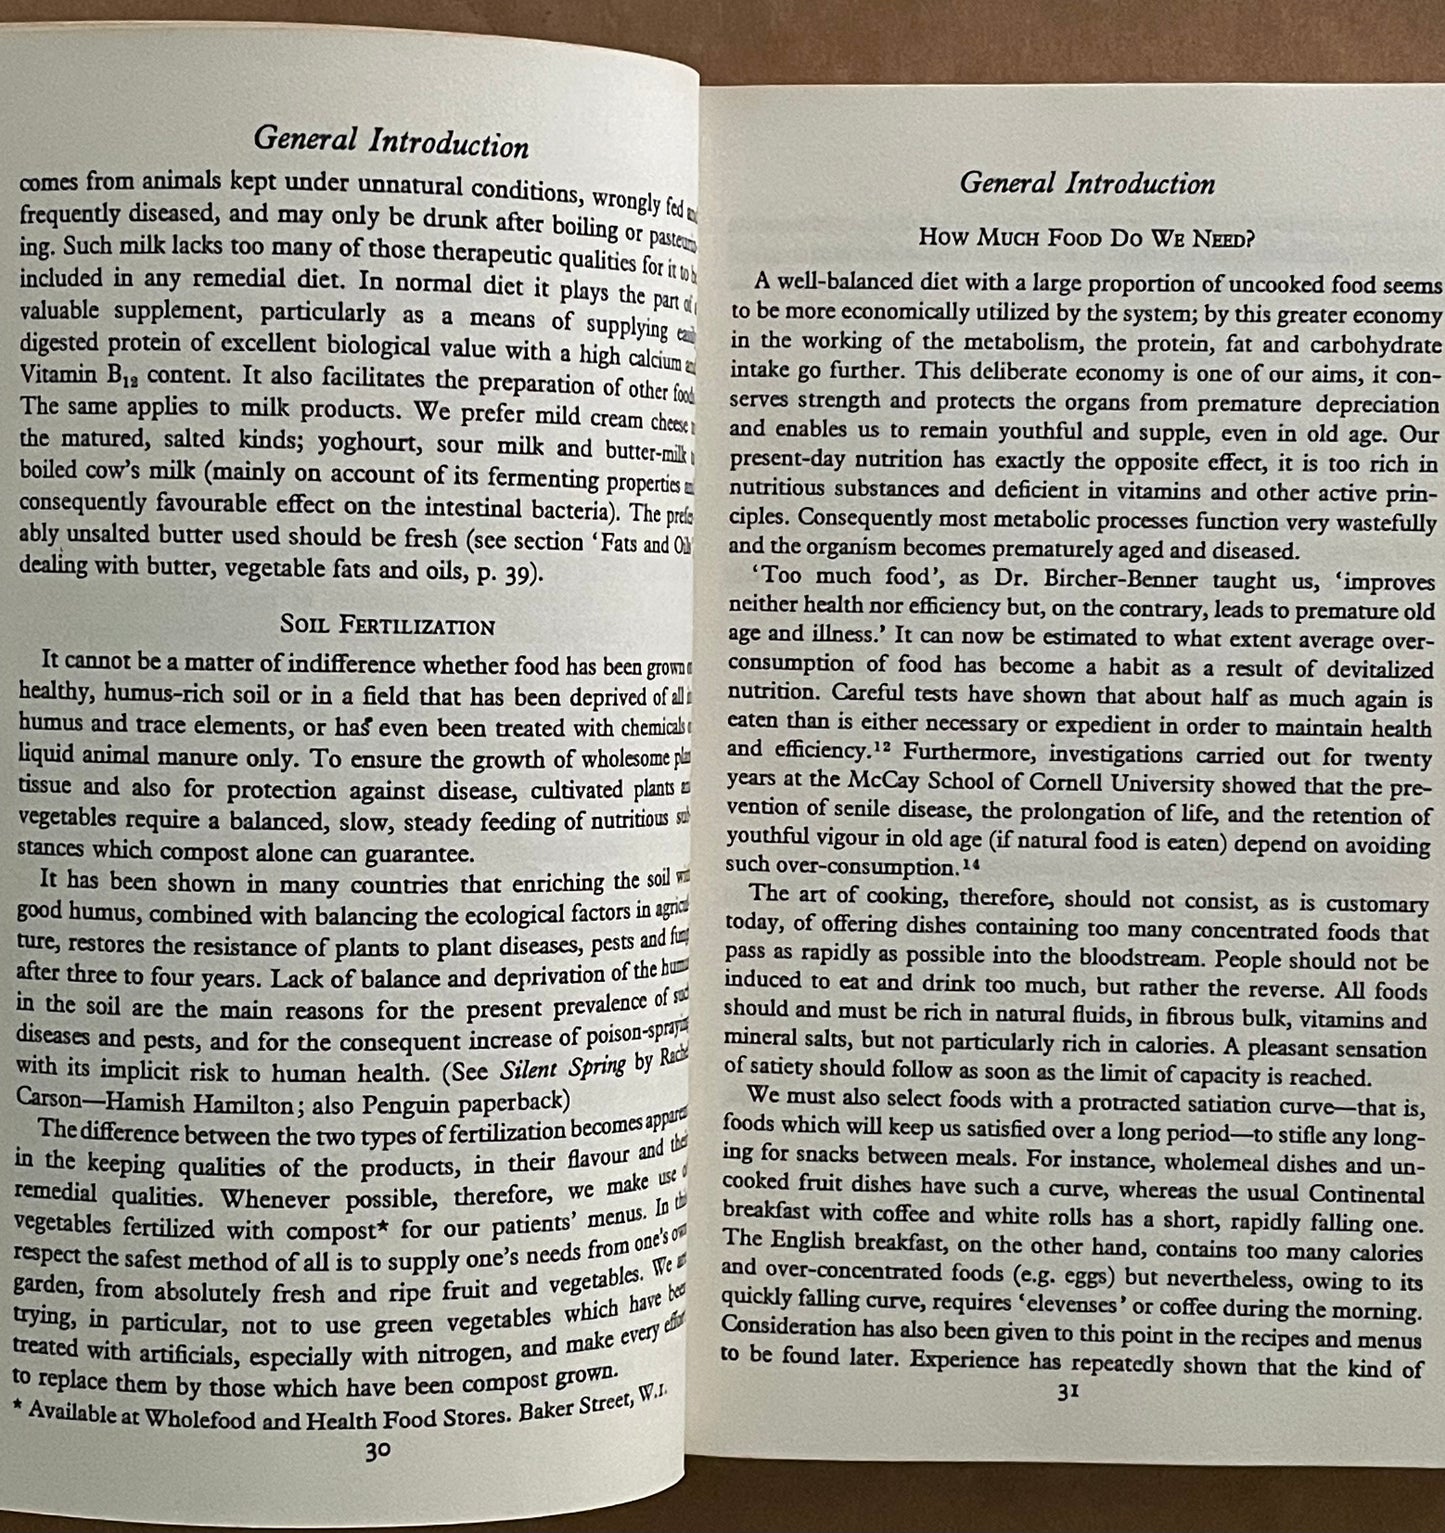 General Introduction
comes from animals kept under unnatural conditions, wrongly fed
frequently diseased, and may only be drunk after boiling or
ing. Such milk lacks too many of those therapeutic qualities for it to
included in any remedial diet. In normal diet it plays the part of
valuable supplement, particularly as a means of supplying
digested protein of excellent biological value with a high calcium
Vitamin B₁₂ content. It also facilitates the preparation of other
The same applies to milk products. We prefer mild cream cheese
the matured, salted kinds; yoghourt, sour milk and butter-milk
boiled cow's milk (mainly on account of its fermenting properties
consequently favourable effect on the intestinal bacteria). The
ably unsalted butter used should be fresh (see section 'Fats and
dealing with butter, vegetable fats and oils, p. 39).
SOIL FERTILIZATION
It cannot be a matter of indifference whether food has been grown
healthy, humus-rich soil or in a field that has been deprived of all
humus and trace elements, or has even been treated with chemicals
liquid animal manure only. To ensure the growth of wholesome
tissue and also for protection against disease, cultivated plants
vegetables require a balanced, slow, steady feeding of nutritious
stances which compost alone can guarantee.
It has been shown in many countries that enriching the soil
good humus, combined with balancing the ecological factors in
ture, restores the resistance of plants to plant diseases, pests and
after three to four years. Lack of balance and deprivation of the
in the soil are the main reasons for the present prevalence of
diseases and pests, and for the consequent increase of
with its implicit risk to human health. (See Silent Spring by
Carson—Hamish Hamilton; also Penguin paperback)
The difference between the two types of fertilization becomes
in the keeping qualities of the products, in their flavour and
remedial qualities. Whenever possible, therefore, we make use
vegetables fertilized with compost* for our patients' menus. In
respect the safest method of all is to supply one's needs from one's
garden, from absolutely fresh and ripe fruit and vegetables. We
trying, in particular, not to use green vegetables which have
treated with artificials, especially with nitrogen, and make every
to replace them by those which have been compost grown.
* Available at Wholefood and Health Food Stores. Baker Street, W.1.
30
General Introduction
HOW MUCH FOOD DO WE NEED?
A well-balanced diet with a large proportion of uncooked food seems
to be more economically utilized by the system; by this greater economy
in the working of the metabolism, the protein, fat and carbohydrate
intake go further. This deliberate economy is one of our aims, it con-
serves strength and protects the organs from premature depreciation
and enables us to remain youthful and supple, even in old age. Our
present-day nutrition has exactly the opposite effect, it is too rich in
nutritious substances and deficient in vitamins and other active prin-
ciples. Consequently most metabolic processes function very wastefully
and the organism becomes prematurely aged and diseased.
'Too much food', as Dr. Bircher-Benner taught us, 'improves
neither health nor efficiency but, on the contrary, leads to premature old
age and illness.' It can now be estimated to what extent average over-
consumption of food has become a habit as a result of devitalized
nutrition. Careful tests have shown that about half as much again is
eaten than is either necessary or expedient in order to maintain health
and efficiency.¹² Furthermore, investigations carried out for twenty
years at the McCay School of Cornell University showed that the pre-
vention of senile disease, the prolongation of life, and the retention of
youthful vigour in old age (if natural food is eaten) depend on avoiding
such over-consumption.¹⁴
The art of cooking, therefore, should not consist, as is customary
today, of offering dishes containing too many concentrated foods that
pass as rapidly as possible into the bloodstream. People should not be
induced to eat and drink too much, but rather the reverse. All foods
should and must be rich in natural fluids, in fibrous bulk, vitamins and
mineral salts, but not particularly rich in calories. A pleasant sensation
of satiety should follow as soon as the limit of capacity is reached.
We must also select foods with a protracted satiation curve—that is,
foods which will keep us satisfied over a long period—to stifle any long-
ing for snacks between meals. For instance, wholemeal dishes and un-
cooked fruit dishes have such a curve, whereas the usual Continental
breakfast with coffee and white rolls has a short, rapidly falling one.
The English breakfast, on the other hand, contains too many calories
and over-concentrated foods (e.g. eggs) but nevertheless, owing to its
quickly falling curve, requires 'elevenses' or coffee during the morning.
Consideration has also been given to this point in the recipes and menus
to be found later. Experience has repeatedly shown that the kind of
31